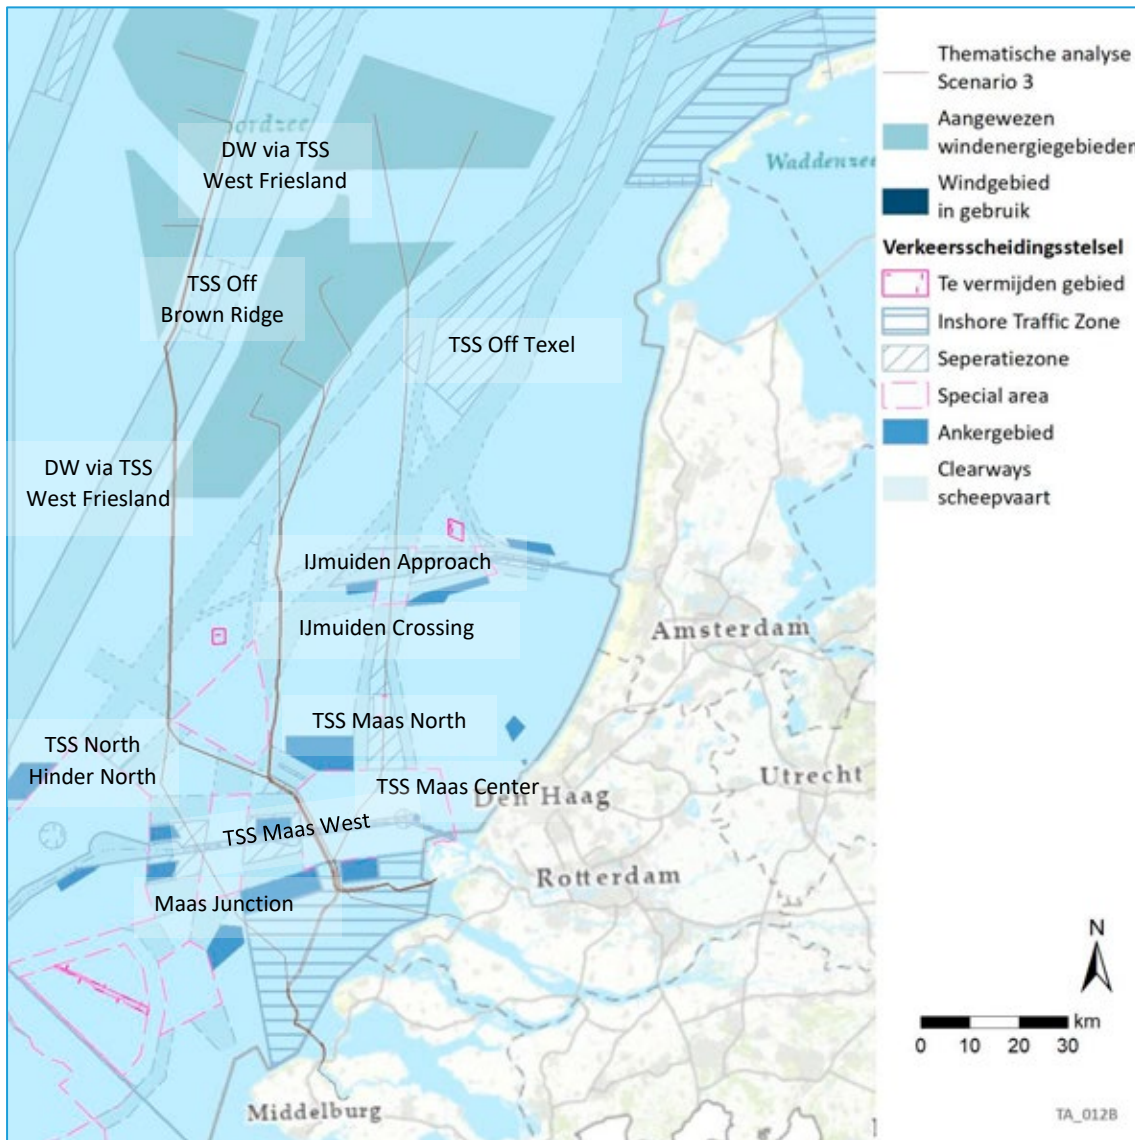 DW via TSS
West Friesland
TSS Off
Brown Ridge
TSS Off Texel
DW via TSS
West Friesland
IJmuiden Approach
IJmuiden Crossing
TSS Maas North
TSS North
Hinder North
TSS Maas Center
TSS Maas West
Maas Junction
Waddenzee
Amsterdam
Utrecht
Den Haag
Rotterdam
Middelburg
Thematische analyse
Scenario 3
Aangewezen
windenergiegebieden
Windgebied
in gebruik
Verkeersscheidingsstelsel
Te vermijden gebied
Inshore Traffic Zone
Seperatiezone
Special area
Ankergebied
Clearways
scheepvaart
N
km
0 10 20 30
TA_012B